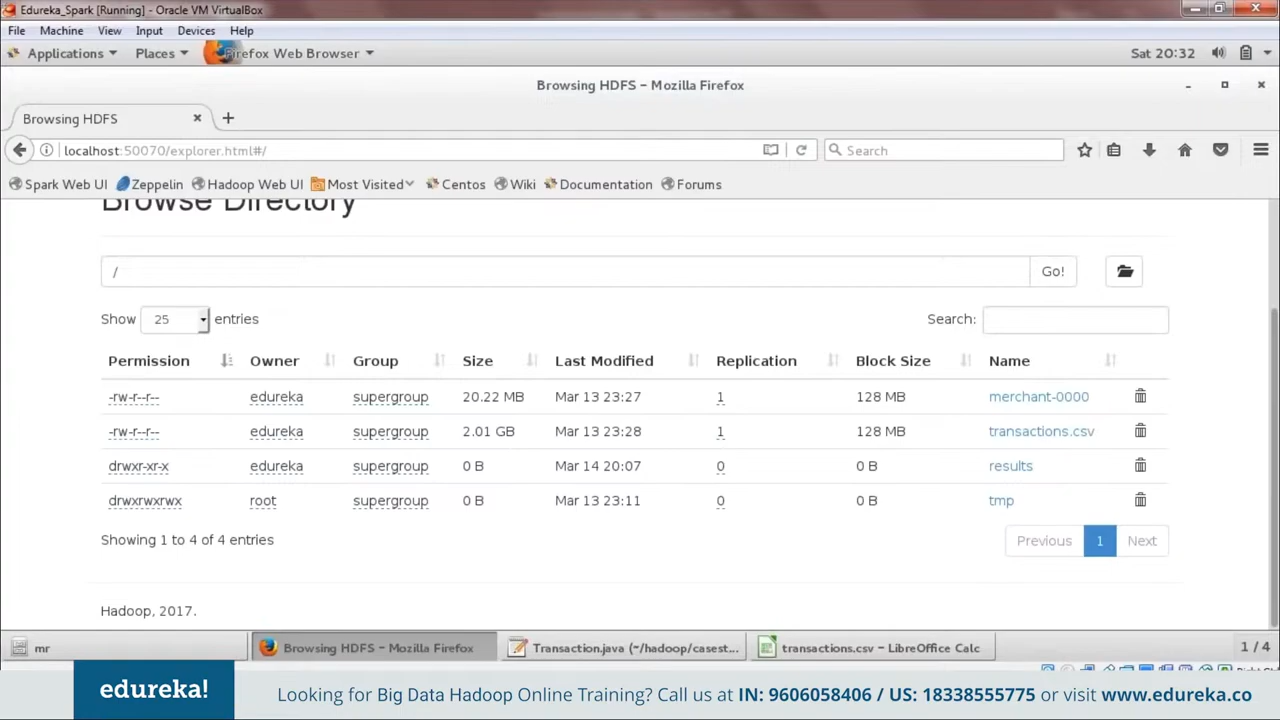 Edureka_Spark [Running] - Oracle VM VirtualBox
File Machine View Input Devices Help
Applications Places Firefox Web Browser Sat 20:32
Browsing HDFS - Mozilla Firefox
Browsing HDFS
localhost:50070/explorer.html#/ Search
Spark Web UI Zeppelin Hadoop Web UI Most Visited Centos Wiki Documentation Forums
Browse Directory
/ Go!
Show 25 entries Search:
Permission Owner Group Size Last Modified Replication Block Size Name
-rw-r--r-- edureka supergroup 20.22 MB Mar 13 23:27 1 128 MB merchant-0000
-rw-r--r-- edureka supergroup 2.01 GB Mar 13 23:28 1 128 MB transactions.csv
drwxr-xr-x edureka supergroup 0 B Mar 14 20:07 0 0 B results
drwxrwxrwx root supergroup 0 B Mar 13 23:11 0 0 B tmp
Showing 1 to 4 of 4 entries Previous 1 Next
Hadoop, 2017.
mr Browsing HDFS - Mozilla Firefox Transaction.java (~/hadoop/casest... transactions.csv - LibreOffice Calc 1 / 4
edureka! Looking for Big Data Hadoop Online Training? Call us at IN: 9606058406 / US: 18338555775 or visit www.edureka.co